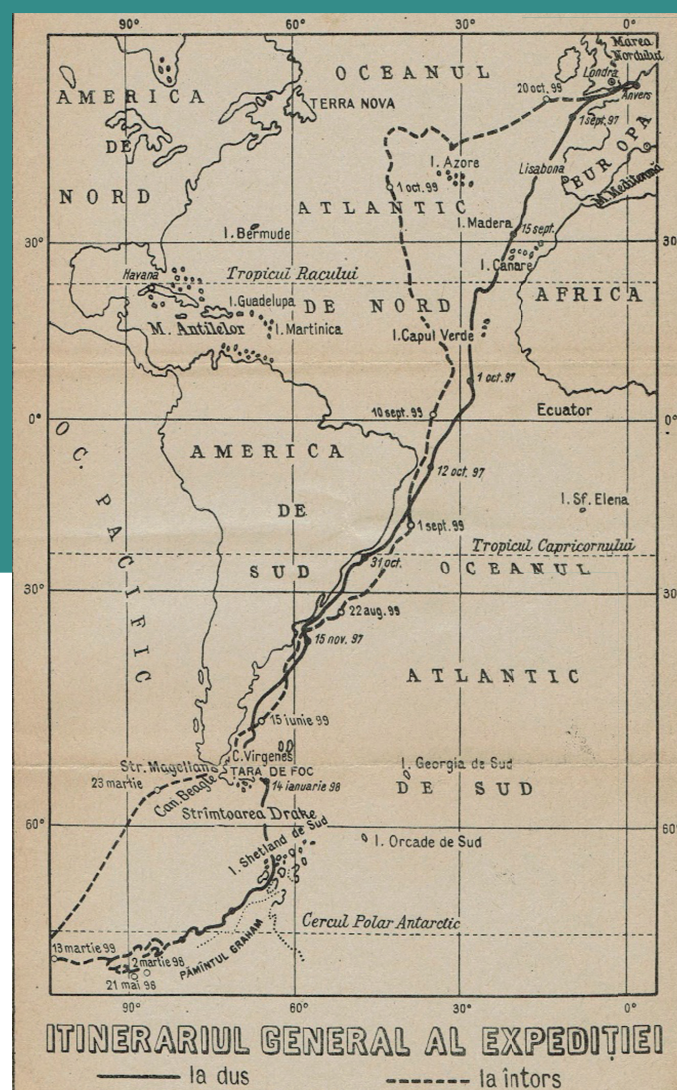 90° 60° 30° 0°
Marea
Nordului
OCEANUL
Londra
20 oct. 99
Anvers
AMERICA
TERRA NOVA
1 sept. 97
DE
EUROPA
I. Azore
Lisabona
1 oct. 99
M. Mediterană
NORD
ATLANTIC
I. Madera
15 sept.
I. Bermude
30°
30
I. Canare
Havana
Tropicul Racului
AFRICA
I. Guadelupa
DE NORD
M. Antilelor
I. Martinica
I. Capul Verde
1 oct. 97
10 sept. 99
Ecuator
0°
0°
OC. PACIFIC
AMERICA
12 oct. 97
DE
I. Sf. Elena
1 sept. 99
Tropicul Capricornului
31 oct.
SUD
OCEANUL
30°
30
22 aug. 99
15 nov. 97
ATLANTIC
15 iunie 99
C. Virgenes
Str. Magellan
ȚARA DE FOC
I. Georgia de Sud
23 martie
Can. Beagle
14 ianuarie 98
DE SUD
Strîmtoarea Drake
60°
60°
I. Shetland de Sud
I. Orcade de Sud
Cercul Polar Antarctic
13 martie 99
PĂMÎNTUL GRAHAM
2 martie 98
21 mai 98
90° 60° 30° 0°
ITINERARIUL GENERAL AL EXPEDIȚIEI
la dus
la întors